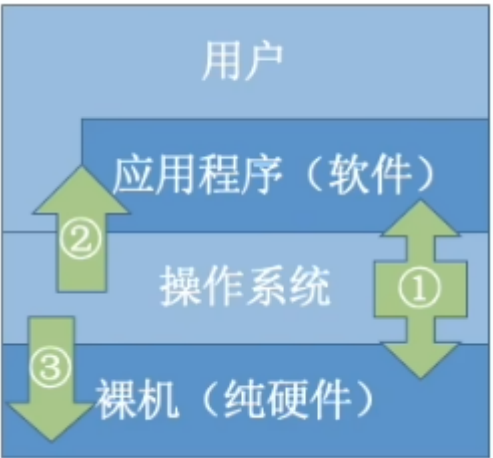 用户
应用程序（软件）
②
操作系统
①
③
裸机（纯硬件）